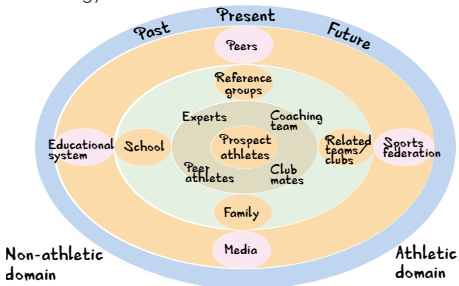 Past
Present
Future
Peers
Reference
groups
Experts
Coaching
team
Educational
system
School
Prospect
athletes
Related
teams/
clubs
Sports
federation
Peer
athletes
Club
mates
Family
Media
Non-athletic
domain
Athletic
domain